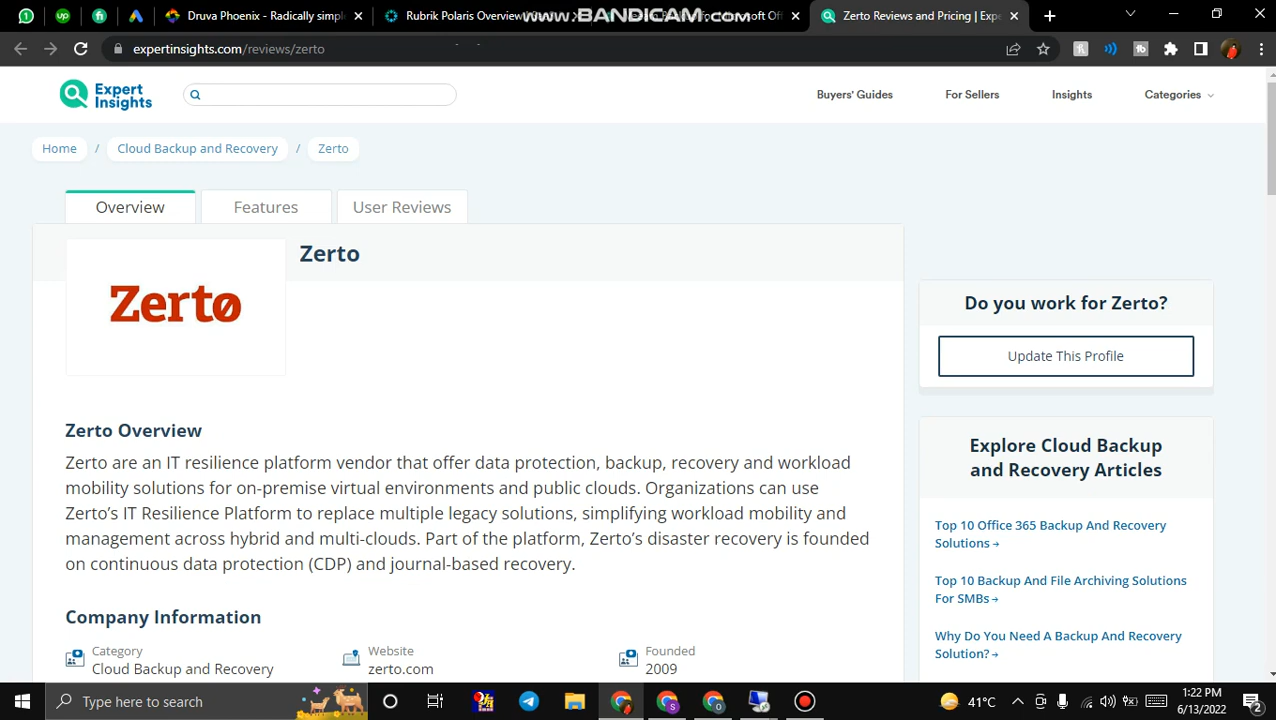 Druva Phoenix - Radically simpl
Rubrik Polaris Overview
www.BANDICAM.com
for Microsoft Off
Zerto Reviews and Pricing | Expe
expertinsights.com/reviews/zerto
Expert
Insights
Buyers' Guides
For Sellers
Insights
Categories
Home / Cloud Backup and Recovery / Zerto
Overview
Features
User Reviews
Zerto
Zerto
Do you work for Zerto?
Update This Profile
Zerto Overview
Zerto are an IT resilience platform vendor that offer data protection, backup, recovery and workload
mobility solutions for on-premise virtual environments and public clouds. Organizations can use
Zerto's IT Resilience Platform to replace multiple legacy solutions, simplifying workload mobility and
management across hybrid and multi-clouds. Part of the platform, Zerto's disaster recovery is founded
on continuous data protection (CDP) and journal-based recovery.
Explore Cloud Backup
and Recovery Articles
Top 10 Office 365 Backup And Recovery
Solutions →
Top 10 Backup And File Archiving Solutions
For SMBs →
Why Do You Need A Backup And Recovery
Solution? →
Company Information
Category
Cloud Backup and Recovery
Website
zerto.com
Founded
2009
Type here to search
41°C
1:22 PM
6/13/2022
2